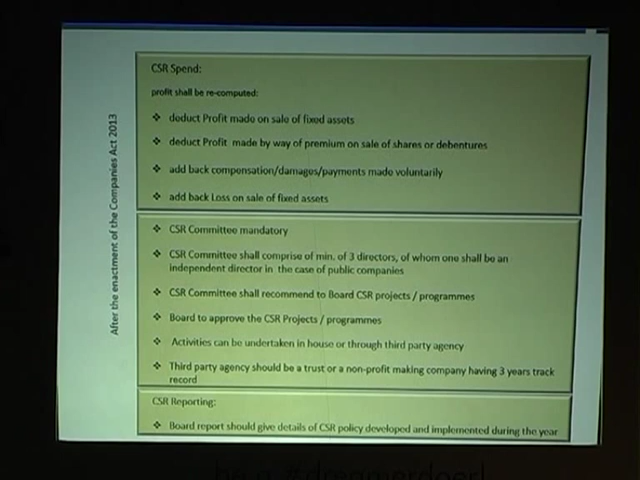 After the enactment of the Companies Act 2013
CSR Spend:
profit shall be re-computed:
❖ deduct Profit made on sale of fixed assets
❖ deduct Profit made by way of premium on sale of shares or debentures
❖ add back compensation/damages/payments made voluntarily
❖ add back Loss on sale of fixed assets
❖ CSR Committee mandatory
❖ CSR Committee shall comprise of min. of 3 directors, of whom one shall be an
independent director in the case of public companies
❖ CSR Committee shall recommend to Board CSR projects / programmes
❖ Board to approve the CSR Projects / programmes
❖ Activities can be undertaken in house or through third party agency
❖ Third party agency should be a trust or a non-profit making company having 3 years track
record
CSR Reporting:
❖ Board report should give details of CSR policy developed and implemented during the year